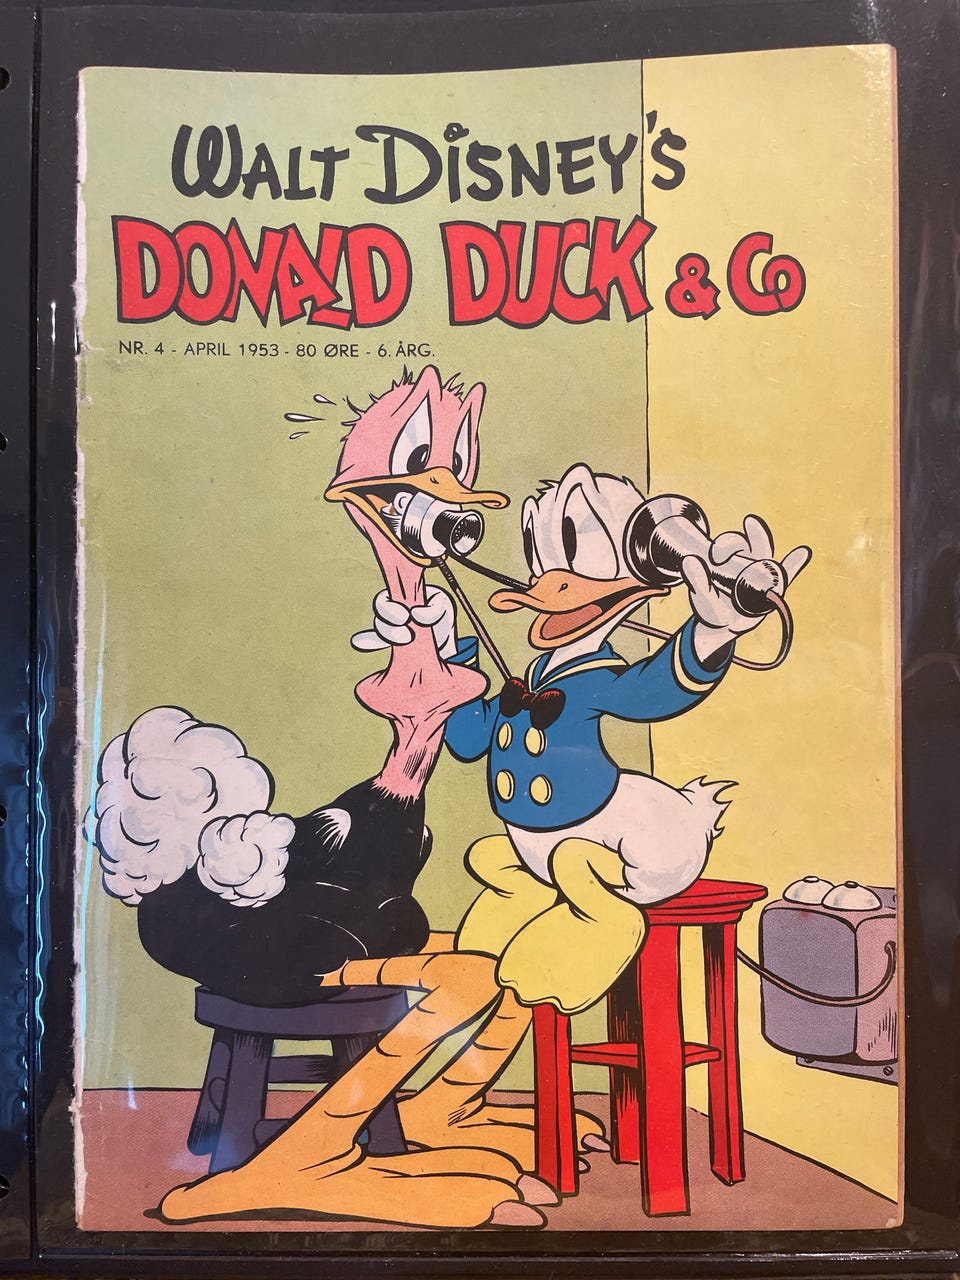 WALT DISNEY'S
DONALD DUCK & Co
NR. 4 - APRIL 1953 - 80 ØRE - 6. ÅRG.